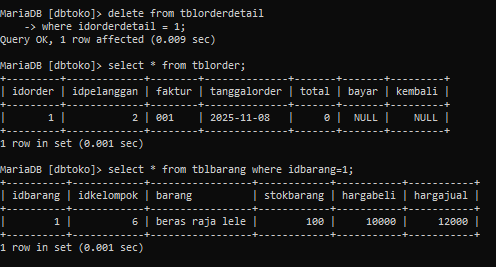 MariaDB [dbtoko]> delete from tblorderdetail
    -> where idorderdetail = 1;
Query OK, 1 row affected (0.009 sec)

MariaDB [dbtoko]> select * from tblorder;
+---------+-------------+--------+--------------+-------+-------+---------+
| idorder | idpelanggan | faktur | tanggalorder | total | bayar | kembali |
+---------+-------------+--------+--------------+-------+-------+---------+
|       1 |           2 | 001    | 2025-11-08   |     0 |  NULL |    NULL |
+---------+-------------+--------+--------------+-------+-------+---------+
1 row in set (0.001 sec)

MariaDB [dbtoko]> select * from tblbarang where idbarang=1;
+----------+------------+-----------------+------------+-----------+-----------+
| idbarang | idkelompok | barang          | stokbarang | hargabeli | hargajual |
+----------+------------+-----------------+------------+-----------+-----------+
|        1 |          6 | beras raja lele |        100 |     10000 |     12000 |
+----------+------------+-----------------+------------+-----------+-----------+
1 row in set (0.001 sec)